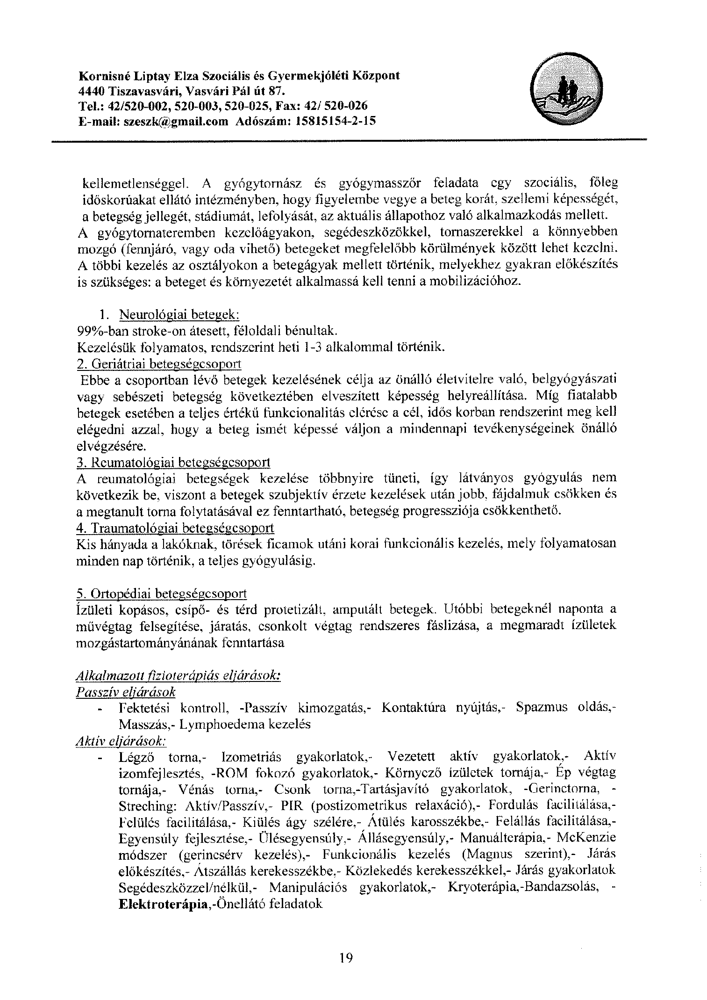 Kornisné Liptay Elza Szociális és Gyermekjóléti Központ
4440 Tiszavasvári, Vasvári Pál út 87.
Tel.: 42/520-002, 520-003, 520-025, Fax: 42/ 520-026
E-mail: szeszk@gmail.com Adószám: 15815154-2-15
kellemetlenséggel. A gyógytornász és gyógymasszőr feladata egy szociális, főleg
időskorúakat ellátó intézményben, hogy figyelembe vegye a beteg korát, szellemi képességét,
a betegség jellegét, stádiumát, lefolyását, az aktuális állapothoz való alkalmazkodás mellett.
A gyógytornateremben kezelőágyakon, segédeszközökkel, tornaszerekkel a könnyebben
mozgó (fennjáró, vagy oda vihető) betegeket megfelelőbb körülmények között lehet kezelni.
A többi kezelés az osztályokon a betegágyak mellett történik, melyekhez gyakran előkészítés
is szükséges: a beteget és környezetét alkalmassá kell tenni a mobilizációhoz.
1. Neurológiai betegek:
99%-ban stroke-on átesett, féloldali bénultak.
Kezelésük folyamatos, rendszerint heti 1-3 alkalommal történik.
2. Geriátriai betegségcsoport
Ebbe a csoportban lévő betegek kezelésének célja az önálló életvitelre való, belgyógyászati
vagy sebészeti betegség következtében elveszített képesség helyreállítása. Míg fiatalabb
betegek esetében a teljes értékű funkcionalitás elérése a cél, idős korban rendszerint meg kell
elégedni azzal, hogy a beteg ismét képessé váljon a mindennapi tevékenységeinek önálló
elvégzésére.
3. Reumatológiai betegségcsoport
A reumatológiai betegségek kezelése többnyire tüneti, így látványos gyógyulás nem
következik be, viszont a betegek szubjektív érzete kezelések után jobb, fájdalmuk csökken és
a megtanult torna folytatásával ez fenntartható, betegség progressziója csökkenthető.
4. Traumatológiai betegségcsoport
Kis hányada a lakóknak, törések ficamok utáni korai funkcionális kezelés, mely folyamatosan
minden nap történik, a teljes gyógyulásig.
5. Ortopédiai betegségcsoport
Ízületi kopásos, csípő- és térd protetizált, amputált betegek. Utóbbi betegeknél naponta a
művégtag felsegítése, járatás, csonkolt végtag rendszeres fáslizása, a megmaradt ízületek
mozgástartományánának fenntartása
Alkalmazott fizioterápiás eljárások:
Passzív eljárások
- Fektetési kontroll, -Passzív kimozgatás,- Kontaktúra nyújtás,- Spazmus oldás,-
Masszás,- Lymphoedema kezelés
Aktív eljárások:
- Légző torna,- Izometriás gyakorlatok,- Vezetett aktív gyakorlatok,- Aktív
izomfejlesztés, -ROM fokozó gyakorlatok,- Környező ízületek tornája,- Ép végtag
tornája,- Vénás torna,- Csonk torna,-Tartásjavító gyakorlatok, -Gerinctorna, -
Streching: Aktív/Passzív,- PIR (postizometrikus relaxáció),- Fordulás facilitálása,-
Felülés facilitálása,- Kiülés ágy szélére,- Átülés karosszékbe,- Felállás facilitálása,-
Egyensúly fejlesztése,- Ülésegyensúly,- Állásegyensúly,- Manuálterápia,- McKenzie
módszer (gerincsérv kezelés),- Funkcionális kezelés (Magnus szerint),- Járás
előkészítés,- Átszállás kerekesszékbe,- Közlekedés kerekesszékkel,- Járás gyakorlatok
Segédeszközzel/nélkül,- Manipulációs gyakorlatok,- Kryoterápia,-Bandazsolás, -
Elektroterápia,-Önellátó feladatok
19